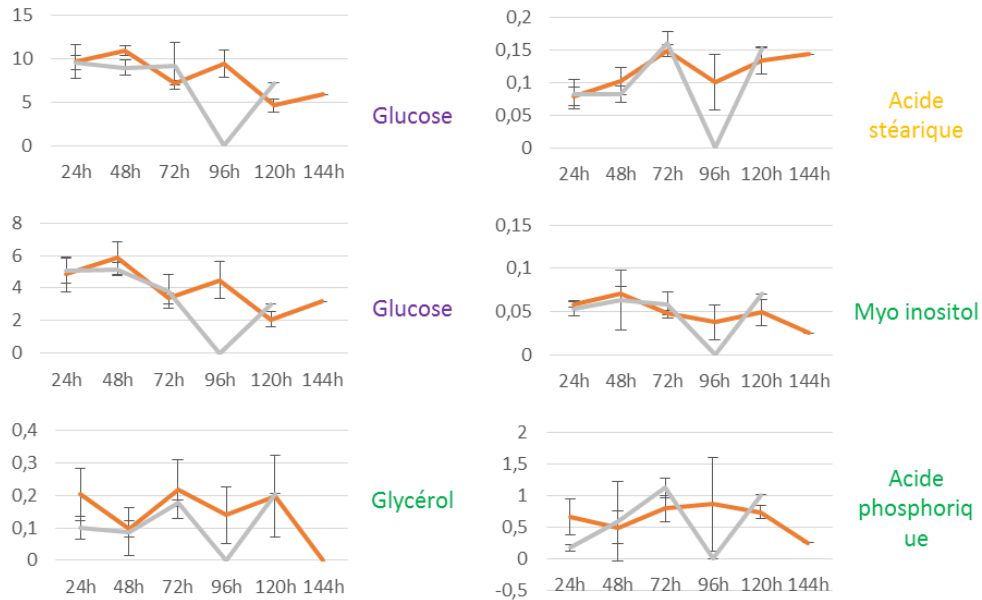 15
10
5
0
24h 48h 72h 96h 120h 144h
Glucose
0,2
0,15
0,1
0,05
0
24h 48h 72h 96h 120h 144h
Acide
stéarique
8
6
4
2
0
24h 48h 72h 96h 120h 144h
Glucose
0,15
0,1
0,05
0
24h 48h 72h 96h 120h 144h
Myo inositol
0,4
0,3
0,2
0,1
0
24h 48h 72h 96h 120h 144h
Glycérol
2
1,5
1
0,5
0
-0,5
24h 48h 72h 96h 120h 144h
Acide
phosphoriq
ue